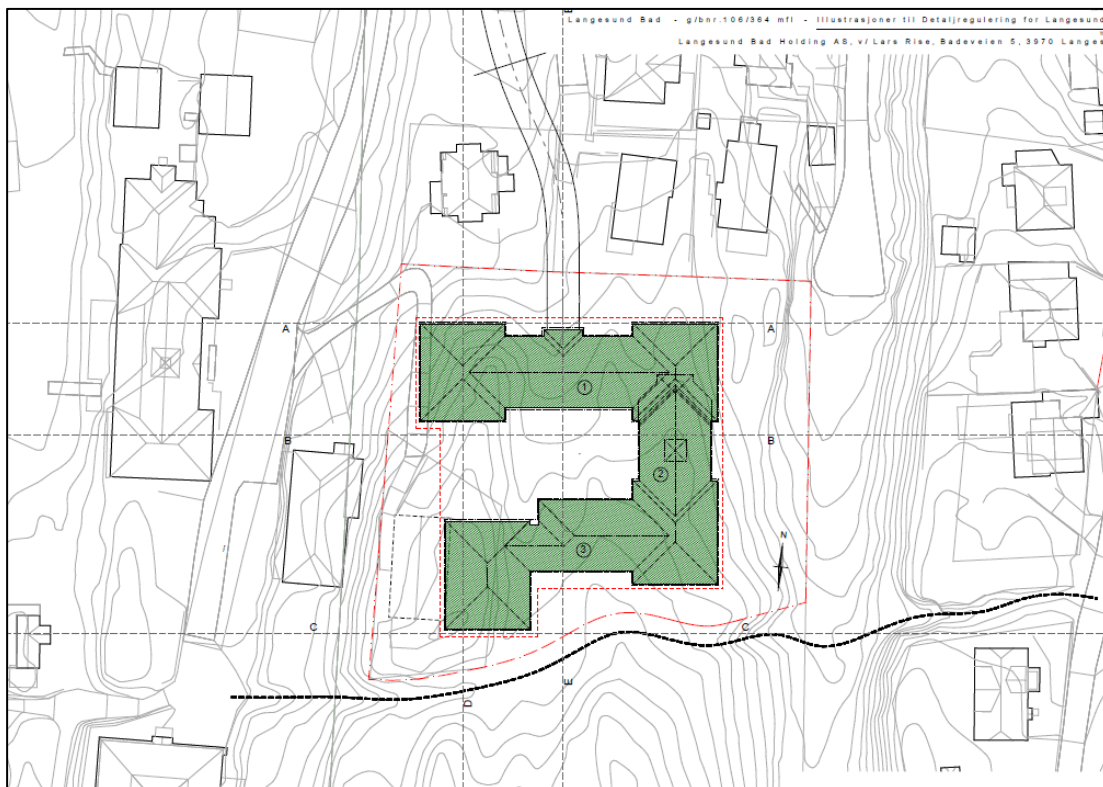 Langesund Bad - g/bnr.106/364 mfl - Illustrasjoner til Detaljregulering for Langesund
Langesund Bad Holding AS, v/ Lars Rise, Badeveien 5, 3970 Langes
A
A
1
B
B
2
3
N
C
C
D
E